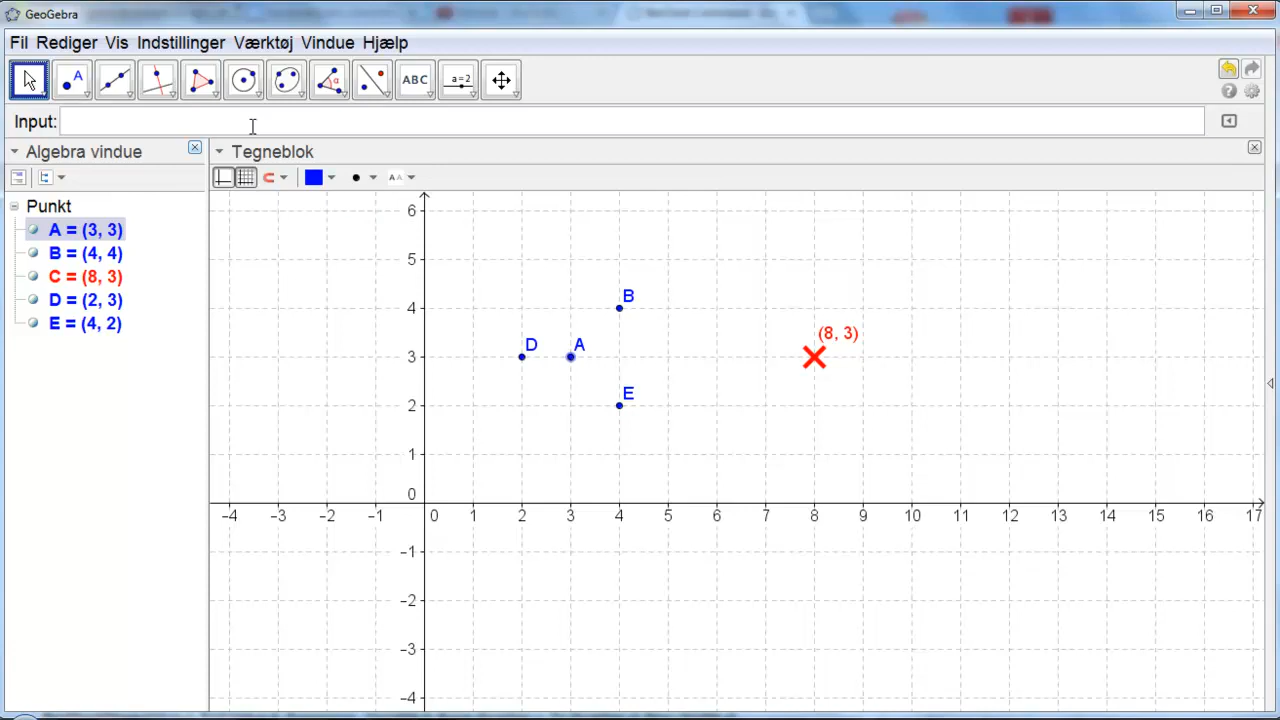 GeoGebra
Fil Rediger Vis Indstillinger Værktøj Vindue Hjælp
A α ABC a = 2
Input:
Algebra vindue
Tegneblok
A A
Punkt
A = (3, 3)
B = (4, 4)
C = (8, 3)
D = (2, 3)
E = (4, 2)
6
5
4
3
2
1
0
−1
−2
−3
−4
B
D A
(8, 3)
E
−4 −3 −2 −1 0 1 2 3 4 5 6 7 8 9 10 11 12 13 14 15 16 17